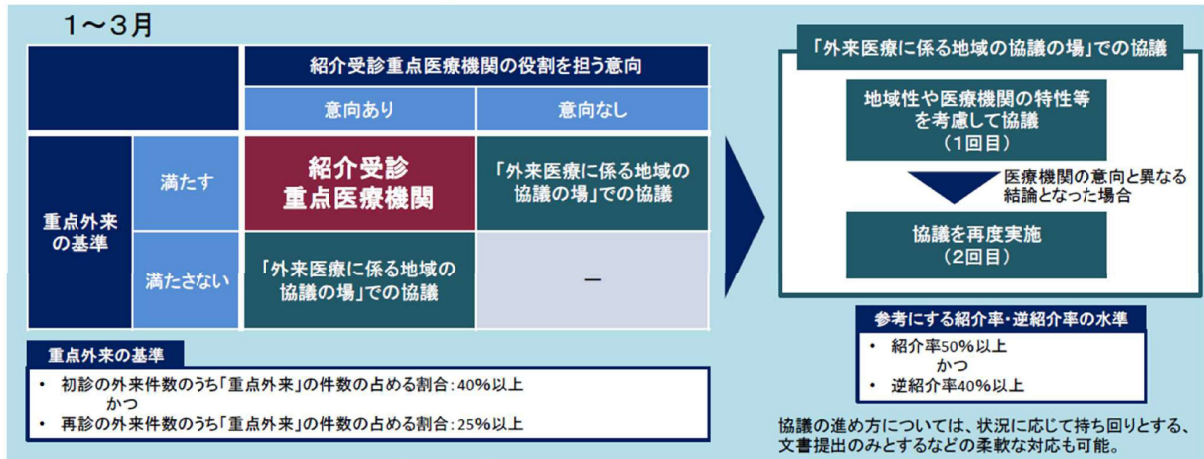 1～3月
紹介受診重点医療機関の役割を担う意向
意向あり
意向なし
重点外来
の基準
満たす
紹介受診
重点医療機関
「外来医療に係る地域の
協議の場」での協議
満たさない
「外来医療に係る地域の
協議の場」での協議
－
重点外来の基準
• 初診の外来件数のうち「重点外来」の件数の占める割合：40％以上
かつ
• 再診の外来件数のうち「重点外来」の件数の占める割合：25％以上
「外来医療に係る地域の協議の場」での協議
地域性や医療機関の特性等
を考慮して協議
（1回目）
医療機関の意向と異なる
結論となった場合
協議を再度実施
（2回目）
参考にする紹介率・逆紹介率の水準
• 紹介率50％以上
かつ
• 逆紹介率40％以上
協議の進め方については、状況に応じて持ち回りとする、
文書提出のみとするなどの柔軟な対応も可能。